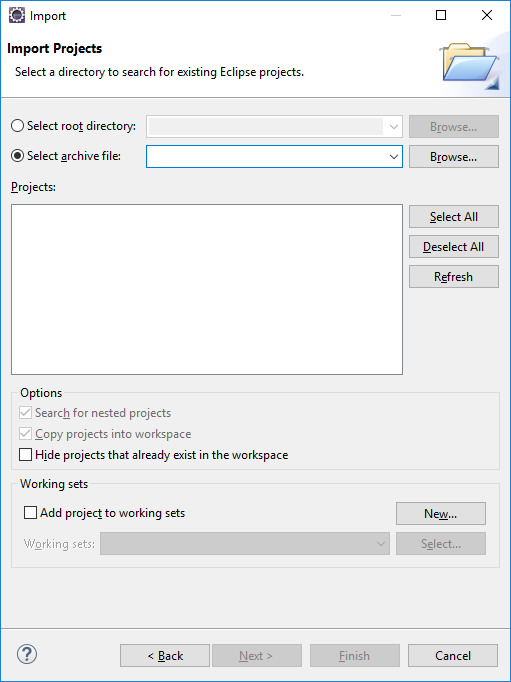 Import
Import Projects
Select a directory to search for existing Eclipse projects.
Select root directory: Browse...
Select archive file: Browse...
Projects:
Select All
Deselect All
Refresh
Options
Search for nested projects
Copy projects into workspace
Hide projects that already exist in the workspace
Working sets
Add project to working sets New...
Working sets: Select...
? < Back Next > Finish Cancel